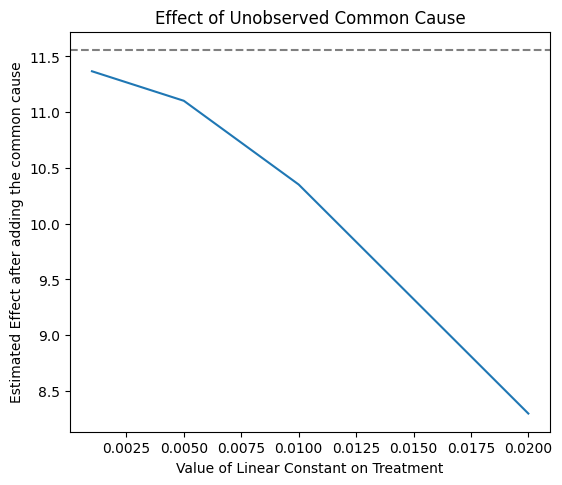 Effect of Unobserved Common Cause
Estimated Effect after adding the common cause
11.5
11.0
10.5
10.0
9.5
9.0
8.5
0.0025 0.0050 0.0075 0.0100 0.0125 0.0150 0.0175 0.0200
Value of Linear Constant on Treatment